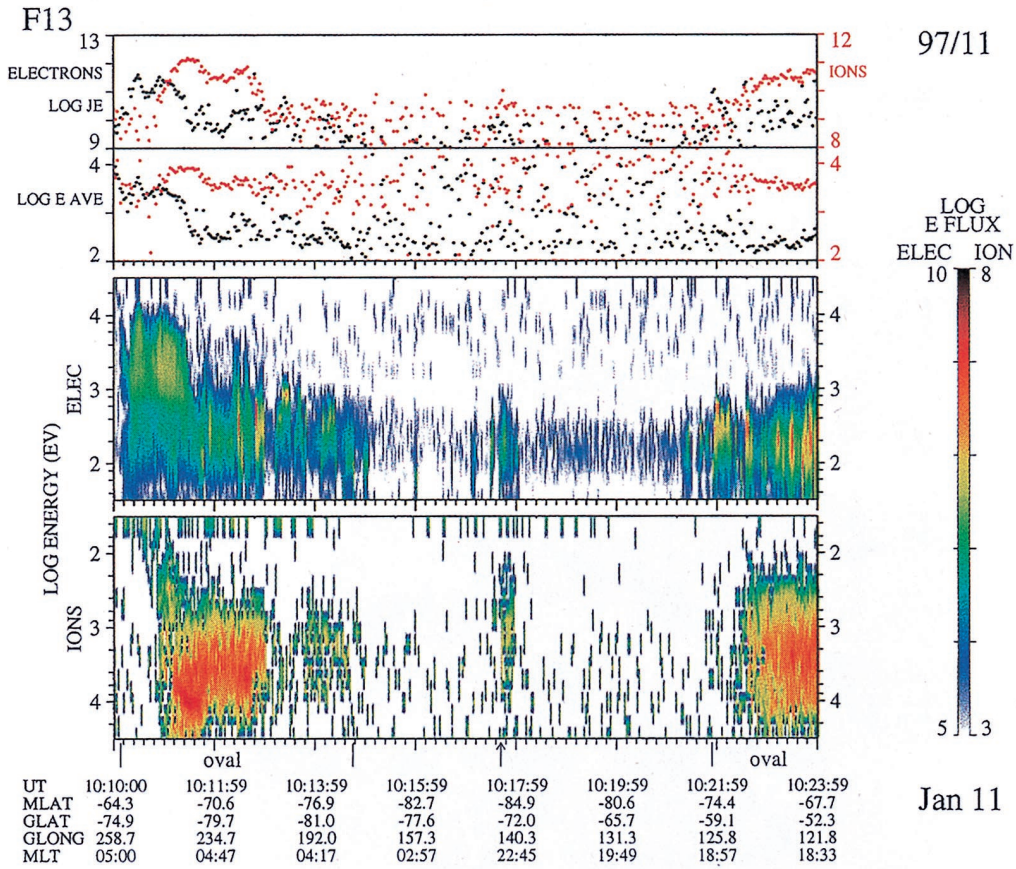 F13
97/11
13
12
ELECTRONS
IONS
LOG JE
9
8
4
4
LOG E AVE
2
2
LOG
E FLUX
ELEC ION
10 8
4
4
ELEC
3
3
2
2
LOG ENERGY (EV)
2
2
IONS
3
3
4
4
5 3
oval
oval
UT 10:10:00 10:11:59 10:13:59 10:15:59 10:17:59 10:19:59 10:21:59 10:23:59
MLAT -64.3 -70.6 -76.9 -82.7 -84.9 -80.6 -74.4 -67.7
GLAT -74.9 -79.7 -81.0 -77.6 -72.0 -65.7 -59.1 -52.3
GLONG 258.7 234.7 192.0 157.3 140.3 131.3 125.8 121.8
MLT 05:00 04:47 04:17 02:57 22:45 19:49 18:57 18:33
Jan 11